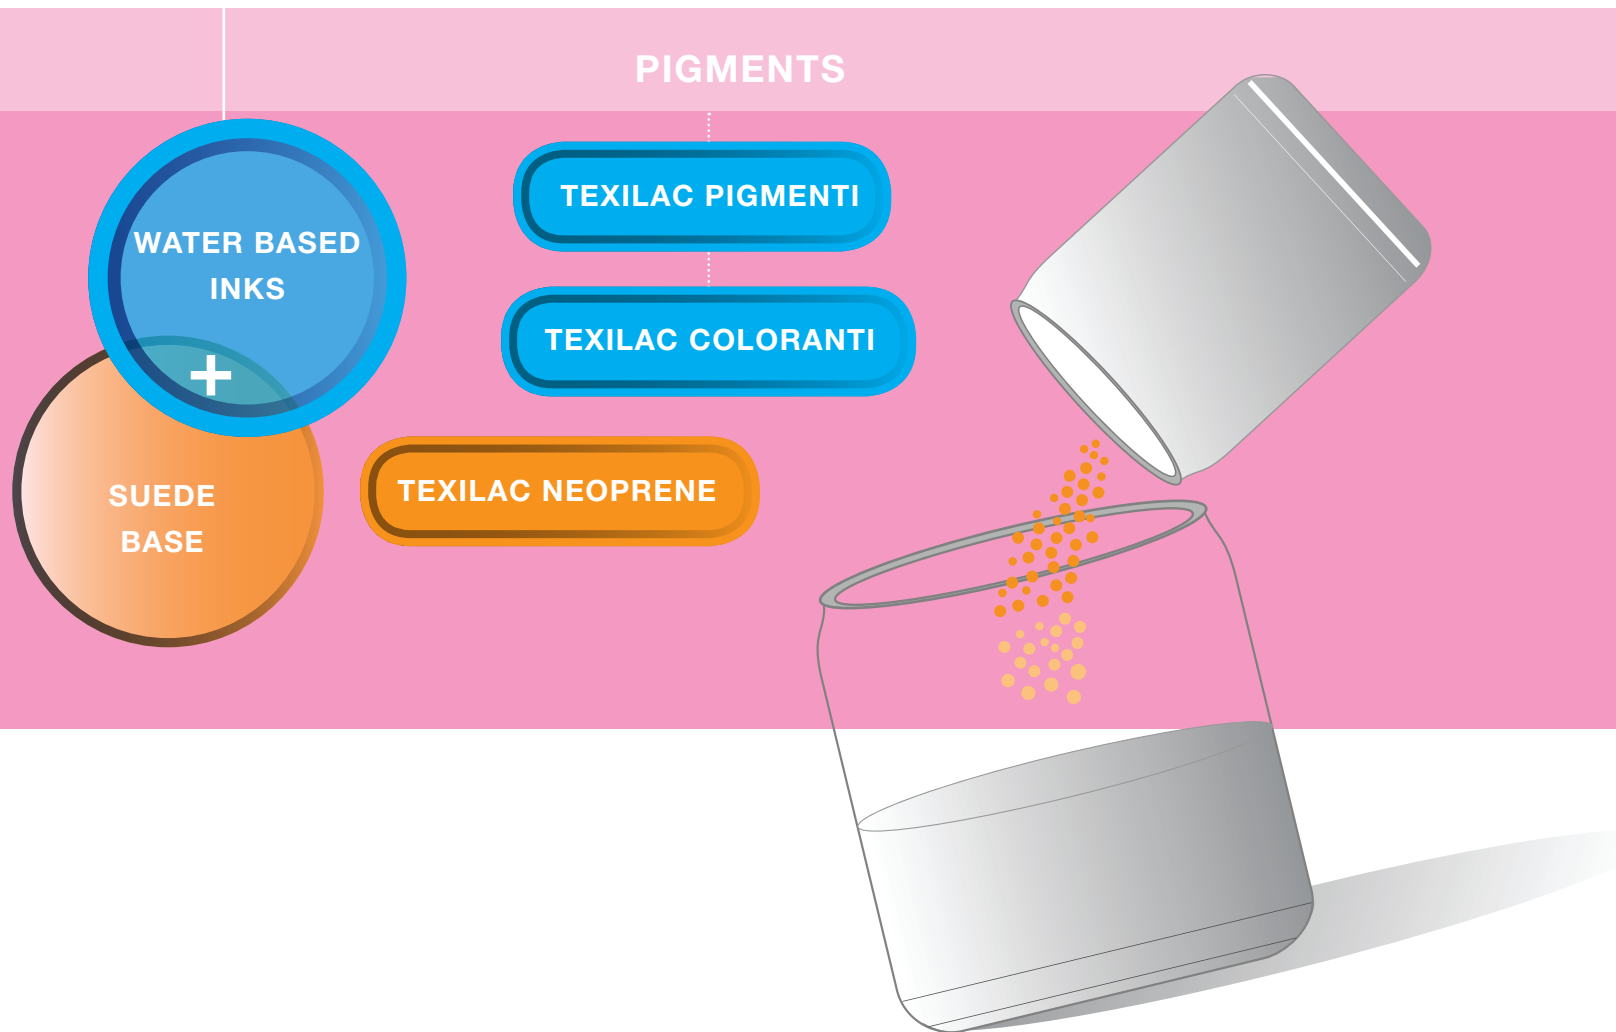 PIGMENTS
TEXILAC PIGMENTI
WATER BASED
INKS
TEXILAC COLORANTI
+
TEXILAC NEOPRENE
SUEDE
BASE